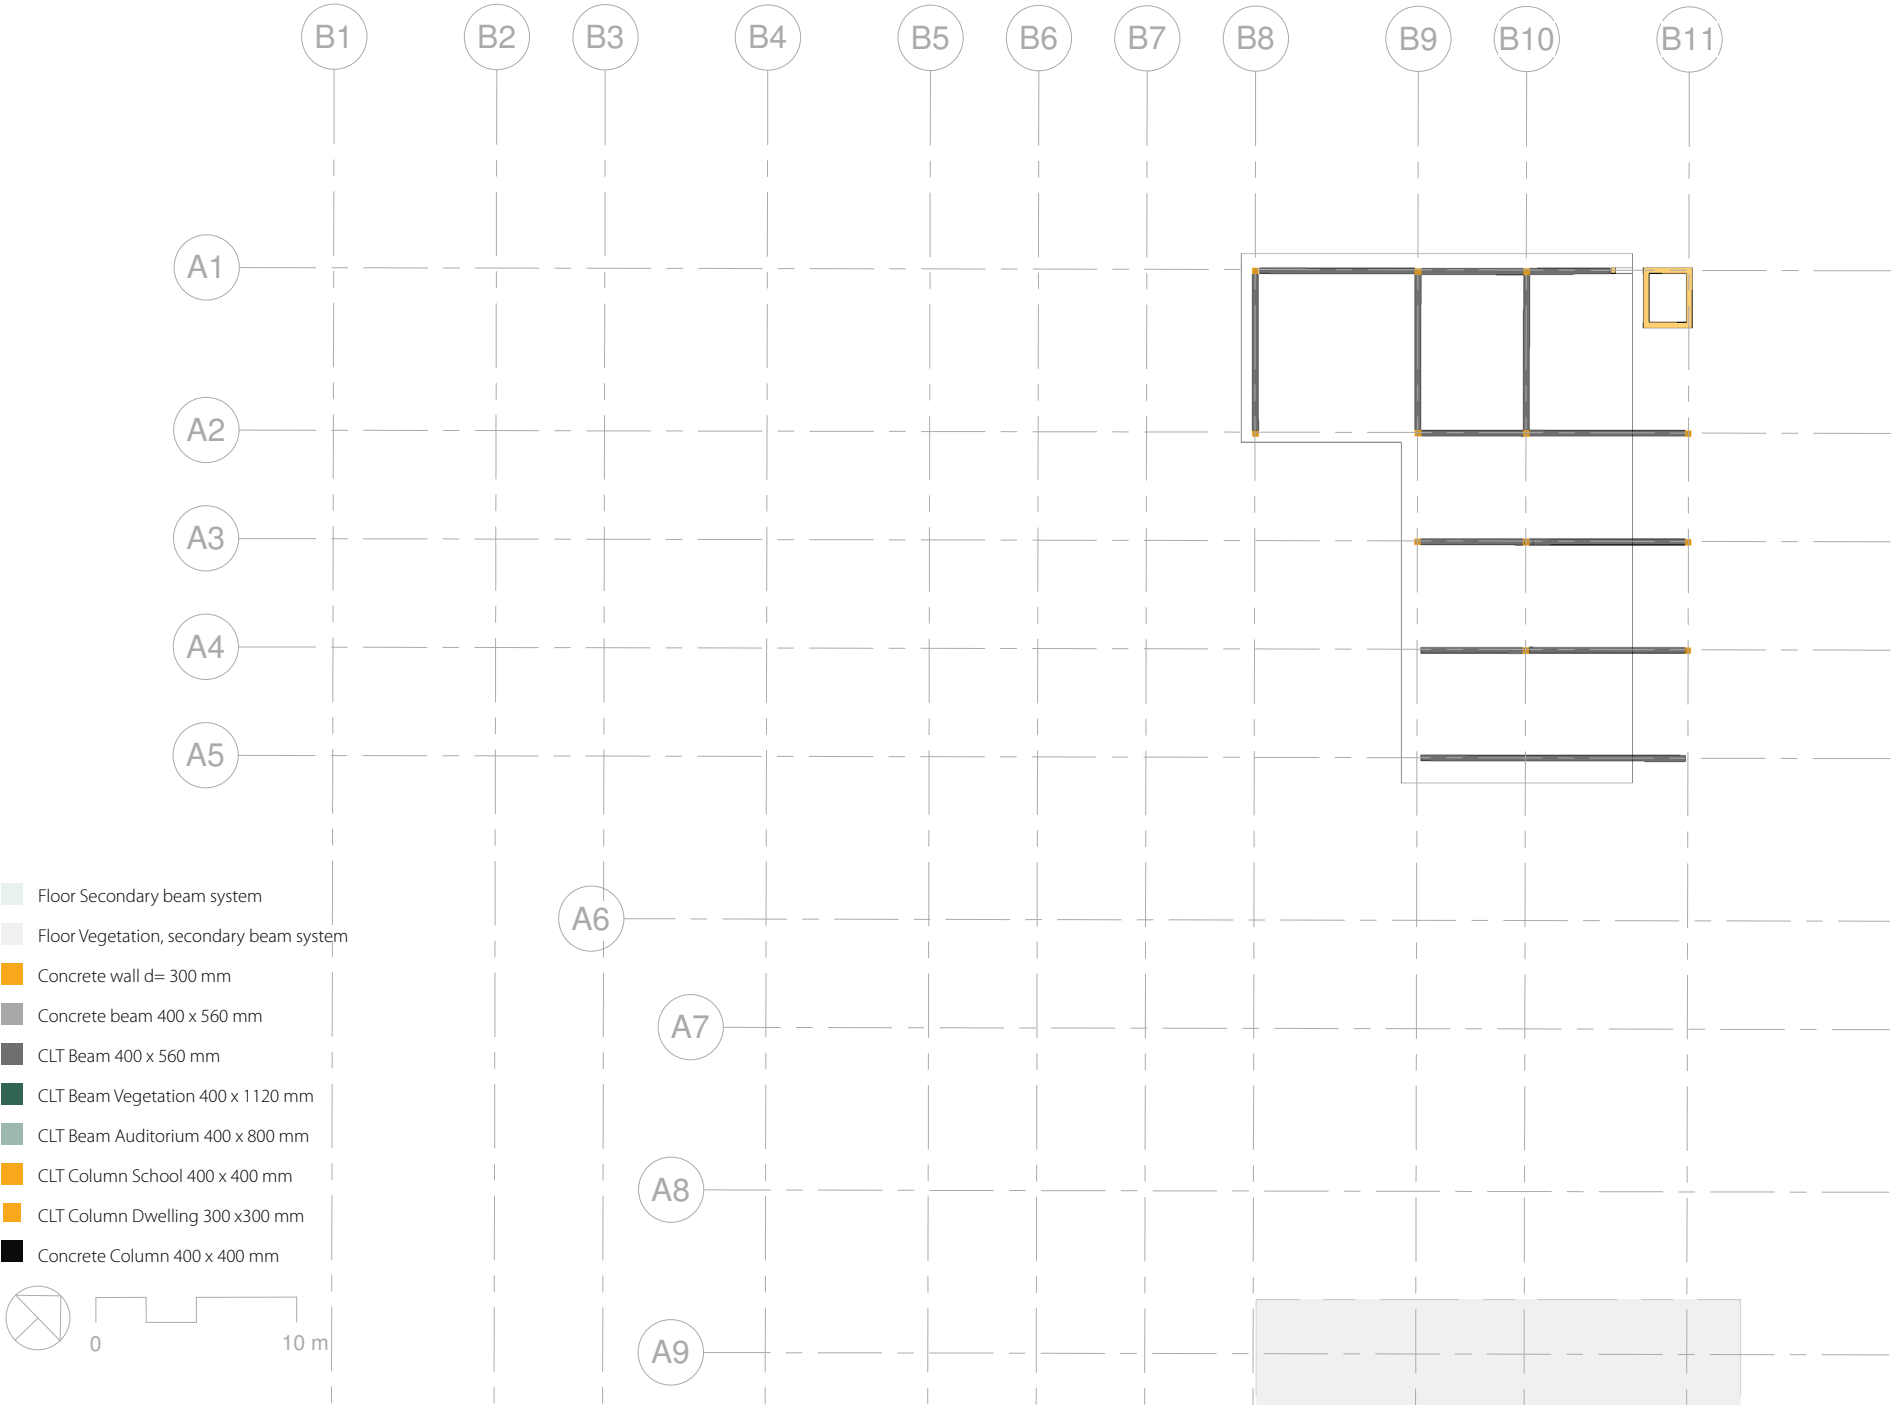 B1 B2 B3 B4 B5 B6 B7 B8 B9 B10 B11
A1
A2
A3
A4
A5
A6
A7
A8
A9
Floor Secondary beam system
Floor Vegetation, secondary beam system
Concrete wall d= 300 mm
Concrete beam 400 x 560 mm
CLT Beam 400 x 560 mm
CLT Beam Vegetation 400 x 1120 mm
CLT Beam Auditorium 400 x 800 mm
CLT Column School 400 x 400 mm
CLT Column Dwelling 300 x300 mm
Concrete Column 400 x 400 mm
0 10 m